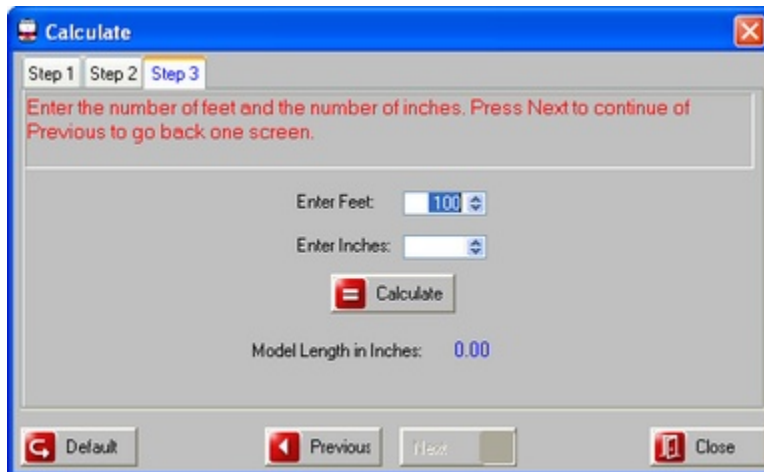 Calculate
Step 1 Step 2 Step 3
Enter the number of feet and the number of inches. Press Next to continue of
Previous to go back one screen.
Enter Feet: 100
Enter Inches:
Calculate
Model Length in Inches: 0.00
Default Previous Next Close